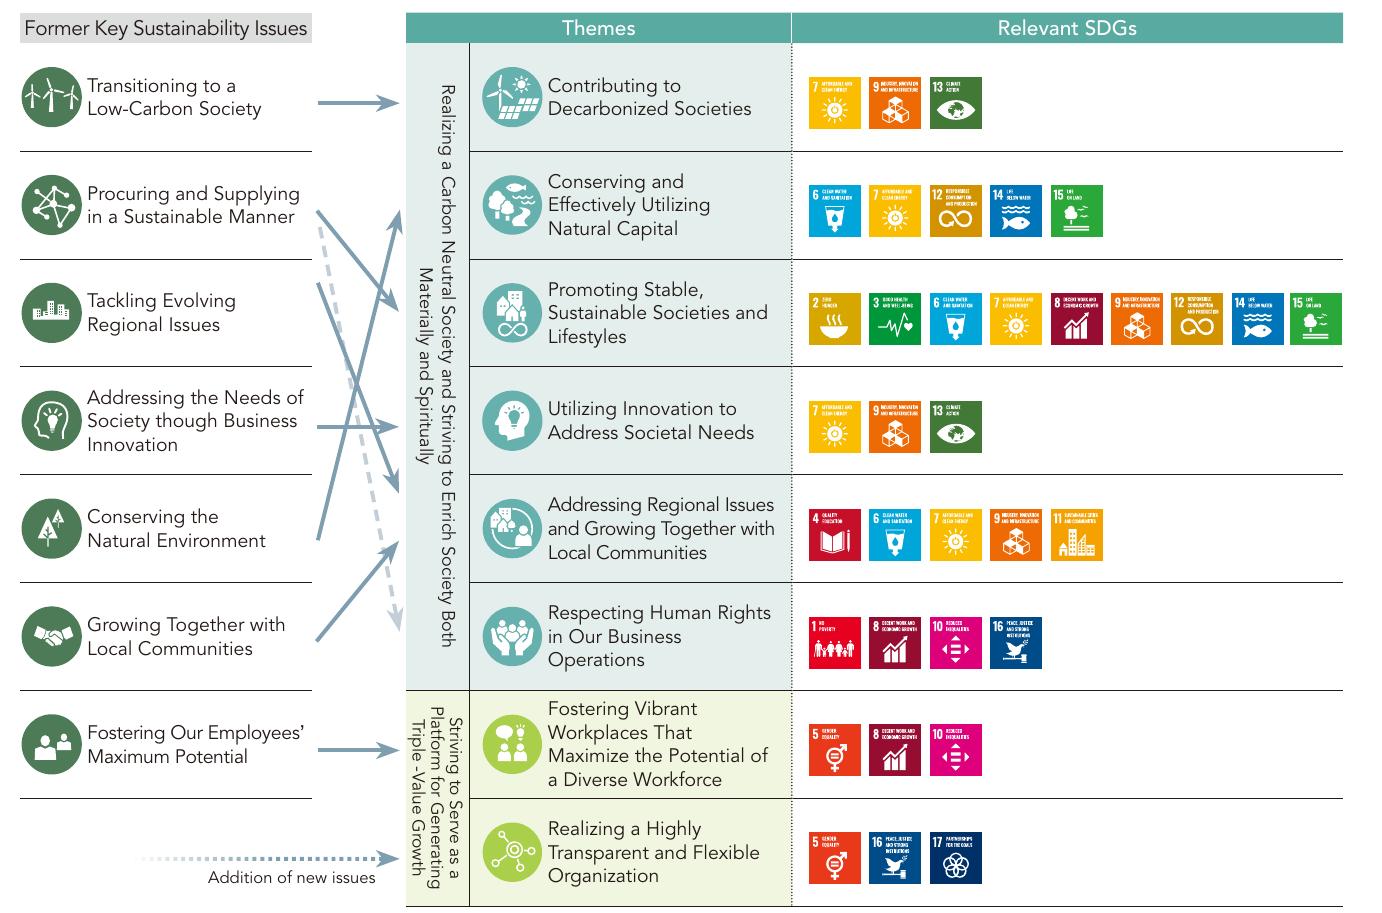 Former Key Sustainability Issues
Themes
Relevant SDGs
Transitioning to a
Low-Carbon Society
Procuring and Supplying
in a Sustainable Manner
Tackling Evolving
Regional Issues
Addressing the Needs of
Society though Business
Innovation
Conserving the
Natural Environment
Growing Together with
Local Communities
Fostering Our Employees'
Maximum Potential
Addition of new issues
Realizing a Carbon Neutral Society and Striving to Enrich Society Both
Materially and Spiritually
Contributing to
Decarbonized Societies
7 AFFORDABLE AND
CLEAN ENERGY
9 INDUSTRY, INNOVATION
AND INFRASTRUCTURE
13 CLIMATE
ACTION
Conserving and
Effectively Utilizing
Natural Capital
6 CLEAN WATER
AND SANITATION
7 AFFORDABLE AND
CLEAN ENERGY
12 RESPONSIBLE
CONSUMPTION
AND PRODUCTION
14 LIFE
BELOW WATER
15 LIFE
ON LAND
Promoting Stable,
Sustainable Societies and
Lifestyles
2 ZERO
HUNGER
3 GOOD HEALTH
AND WELL-BEING
6 CLEAN WATER
AND SANITATION
7 AFFORDABLE AND
CLEAN ENERGY
8 DECENT WORK AND
ECONOMIC GROWTH
9 INDUSTRY, INNOVATION
AND INFRASTRUCTURE
12 RESPONSIBLE
CONSUMPTION
AND PRODUCTION
14 LIFE
BELOW WATER
15 LIFE
ON LAND
Utilizing Innovation to
Address Societal Needs
7 AFFORDABLE AND
CLEAN ENERGY
9 INDUSTRY, INNOVATION
AND INFRASTRUCTURE
13 CLIMATE
ACTION
Addressing Regional Issues
and Growing Together with
Local Communities
4 QUALITY
EDUCATION
6 CLEAN WATER
AND SANITATION
7 AFFORDABLE AND
CLEAN ENERGY
9 INDUSTRY, INNOVATION
AND INFRASTRUCTURE
11 SUSTAINABLE CITIES
AND COMMUNITIES
Respecting Human Rights
in Our Business
Operations
1 NO
POVERTY
8 DECENT WORK AND
ECONOMIC GROWTH
10 REDUCED
INEQUALITIES
16 PEACE, JUSTICE
AND STRONG
INSTITUTIONS
Striving to Serve as a
Platform for Generating
Triple -Value Growth
Fostering Vibrant
Workplaces That
Maximize the Potential of
a Diverse Workforce
5 GENDER
EQUALITY
8 DECENT WORK AND
ECONOMIC GROWTH
10 REDUCED
INEQUALITIES
Realizing a Highly
Transparent and Flexible
Organization
5 GENDER
EQUALITY
16 PEACE, JUSTICE
AND STRONG
INSTITUTIONS
17 PARTNERSHIPS
FOR THE GOALS